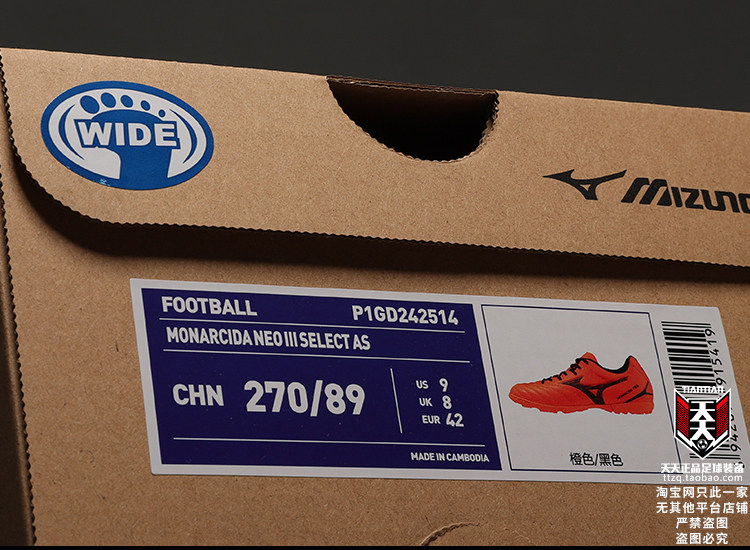 WIDE
MIZUNO
FOOTBALL P1GD242514
MONARCIDA NEO III SELECT AS
CHN 270/89
US 9
UK 8
EUR 42
MADE IN CAMBODIA
橙色/黑色
TIANTIAN
天天
天天正品足球装备
ttzq.taobao.com
淘宝网只此一家
无其他平台店铺
严禁盗图
盗图必究